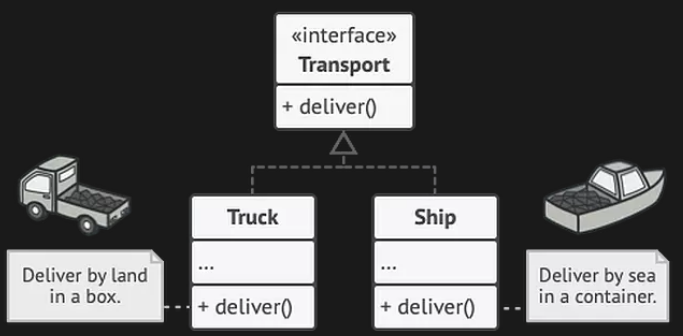 «interface»
Transport
+ deliver()
Truck
...
+ deliver()
Ship
...
+ deliver()
Deliver by land
in a box.
Deliver by sea
in a container.